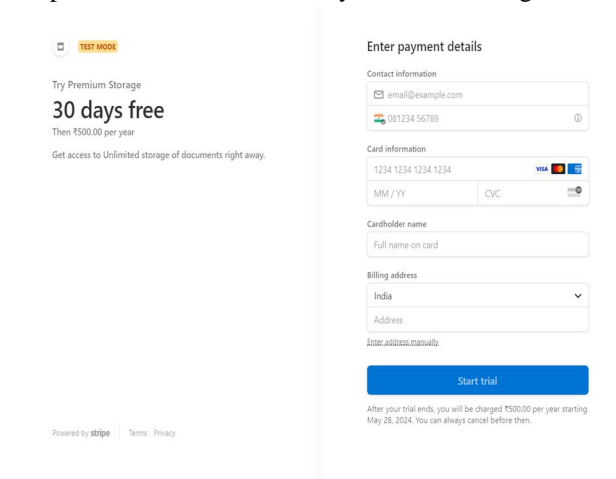 TEST MODE
Try Premium Storage
30 days free
Then ₹500.00 per year
Get access to Unlimited storage of documents right away.
Powered by stripe
Terms Privacy
Enter payment details
Contact information
email@example.com
081234 56789
Card information
1234 1234 1234 1234
VISA
MM / YY
CVC
Cardholder name
Full name on card
Billing address
India
Address
Enter address manually
Start trial
After your trial ends, you will be charged ₹500.00 per year starting
May 28, 2024. You can always cancel before then.